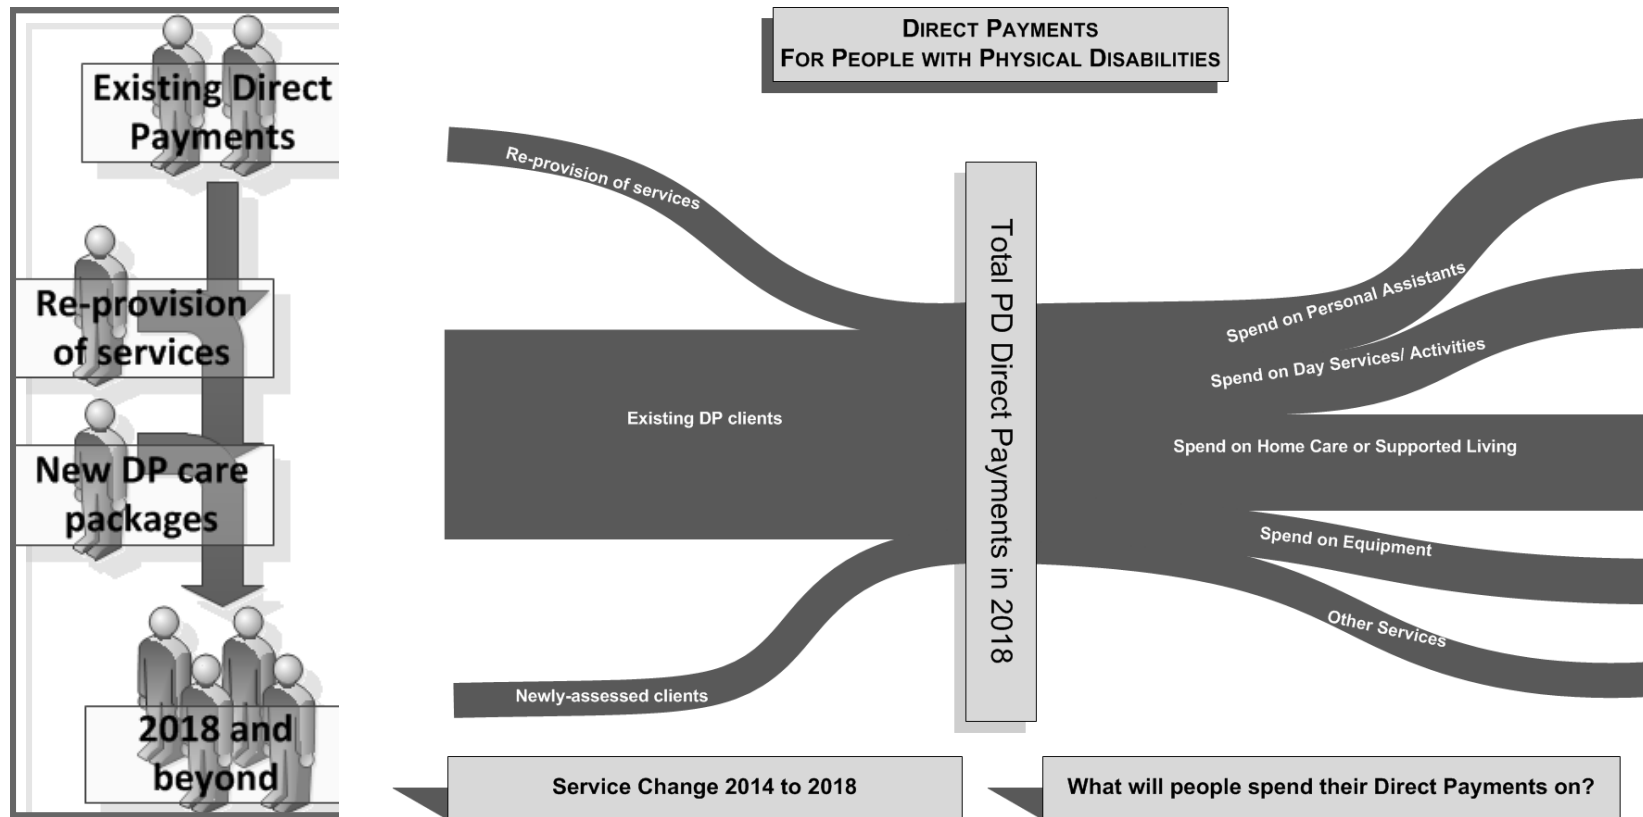 Existing Direct
Payments
Re-provision
of services
New DP care
packages
2018 and
beyond
DIRECT PAYMENTS
FOR PEOPLE WITH PHYSICAL DISABILITIES
Re-provision of services
Existing DP clients
Newly-assessed clients
Total PD Direct Payments in 2018
Spend on Personal Assistants
Spend on Day Services/ Activities
Spend on Home Care or Supported Living
Spend on Equipment
Other Services
Service Change 2014 to 2018
What will people spend their Direct Payments on?